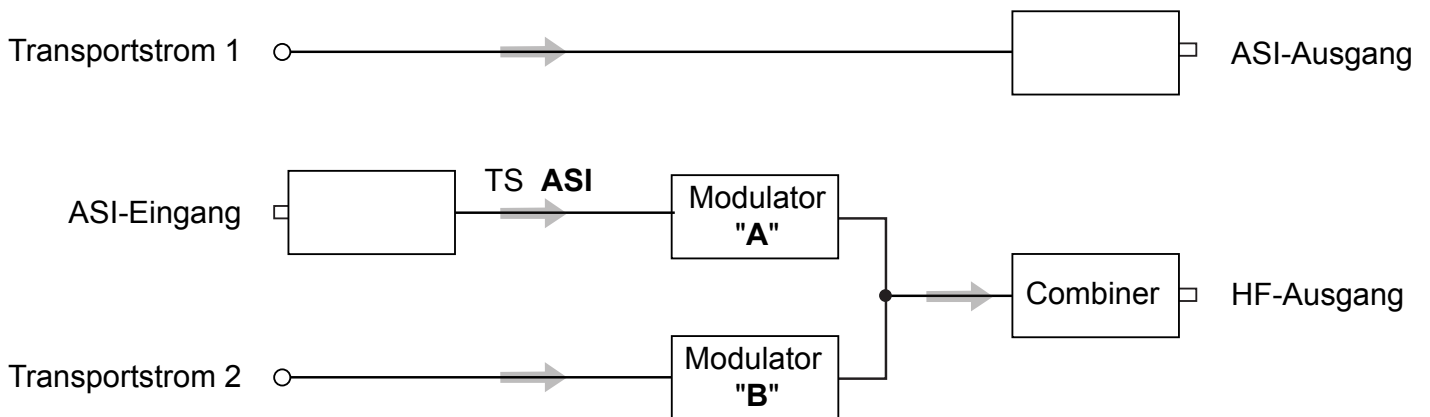 Transportstrom 1
ASI-Ausgang
TS ASI
ASI-Eingang
Modulator
"A"
Combiner
HF-Ausgang
Transportstrom 2
Modulator
"B"